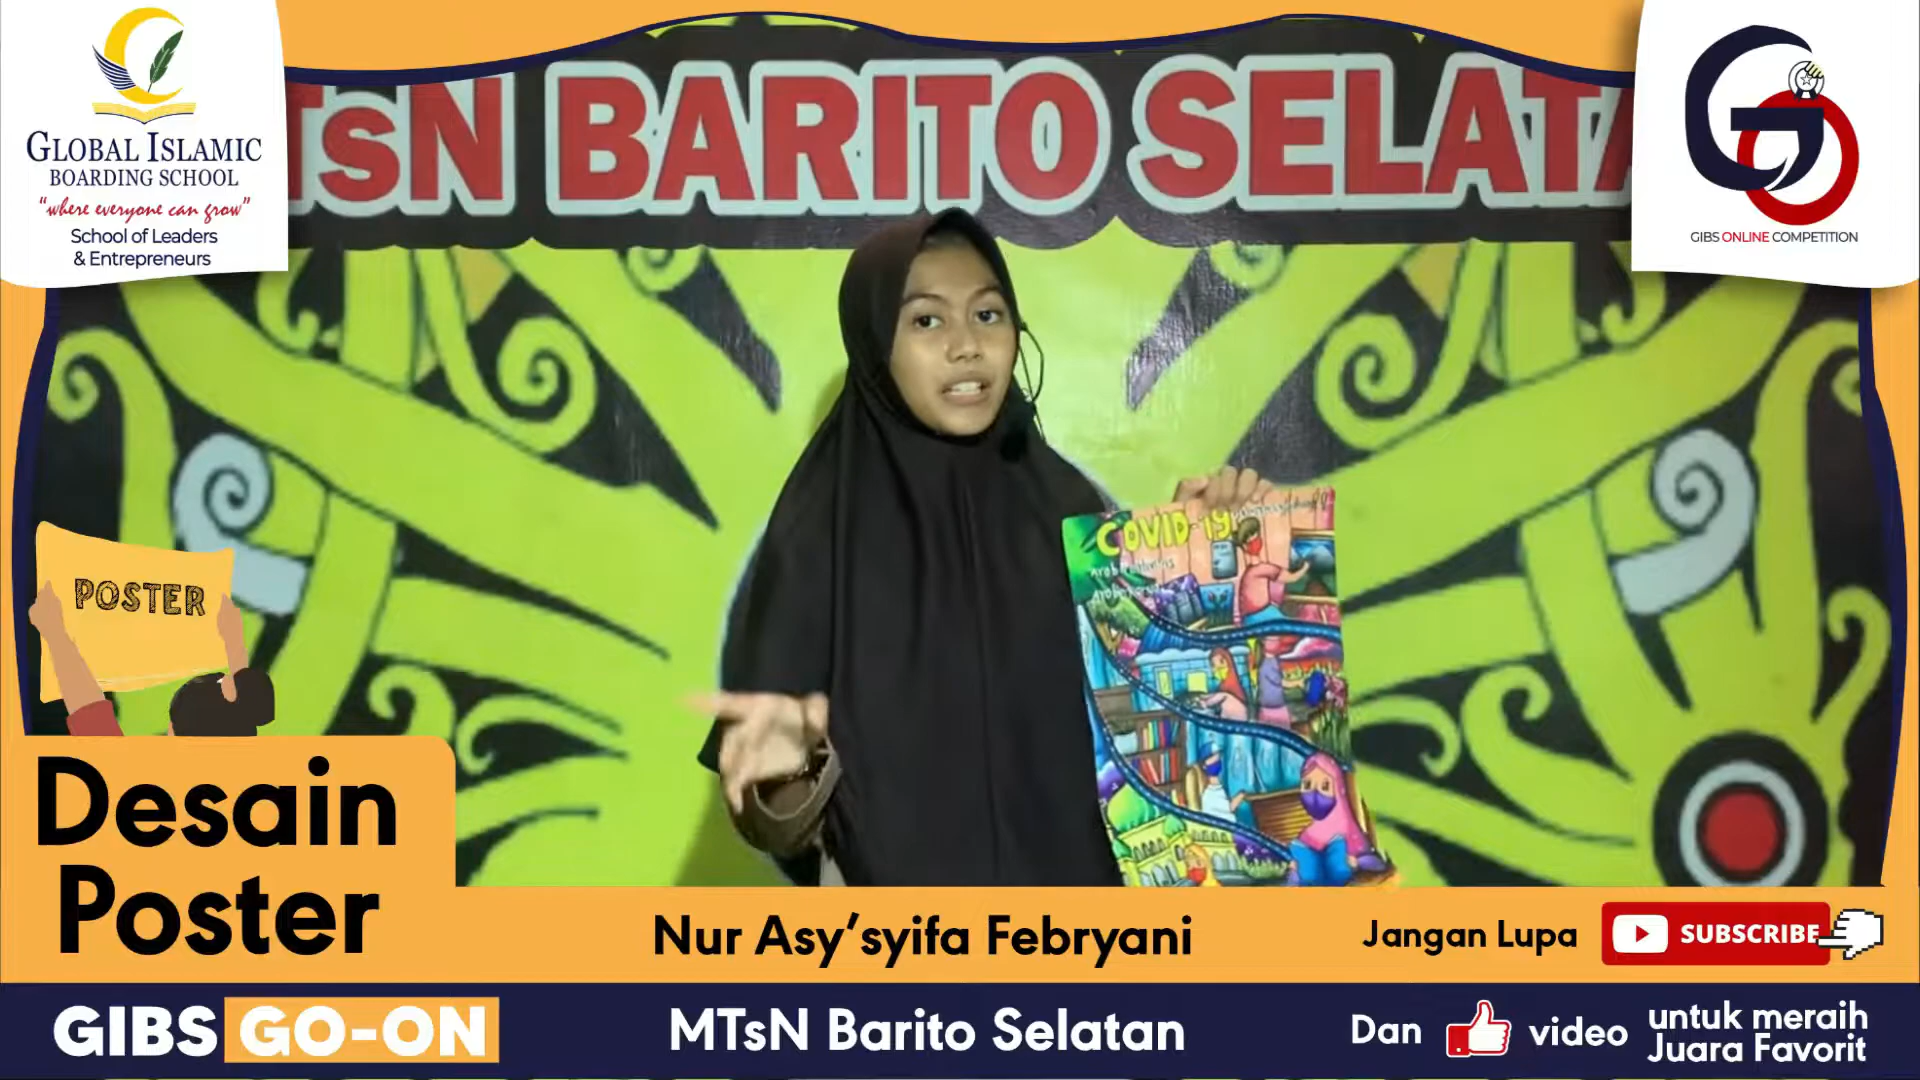 GLOBAL ISLAMIC
BOARDING SCHOOL
"where everyone can grow"
School of Leaders
& Entrepreneurs
TsN BARITO SELATA
GIBS ONLINE COMPETITION
POSTER
COVID-19
Desain
Poster
Nur Asy'syifa Febryani
Jangan Lupa
SUBSCRIBE
GIBS GO-ON
MTsN Barito Selatan
Dan
video
untuk meraih
Juara Favorit